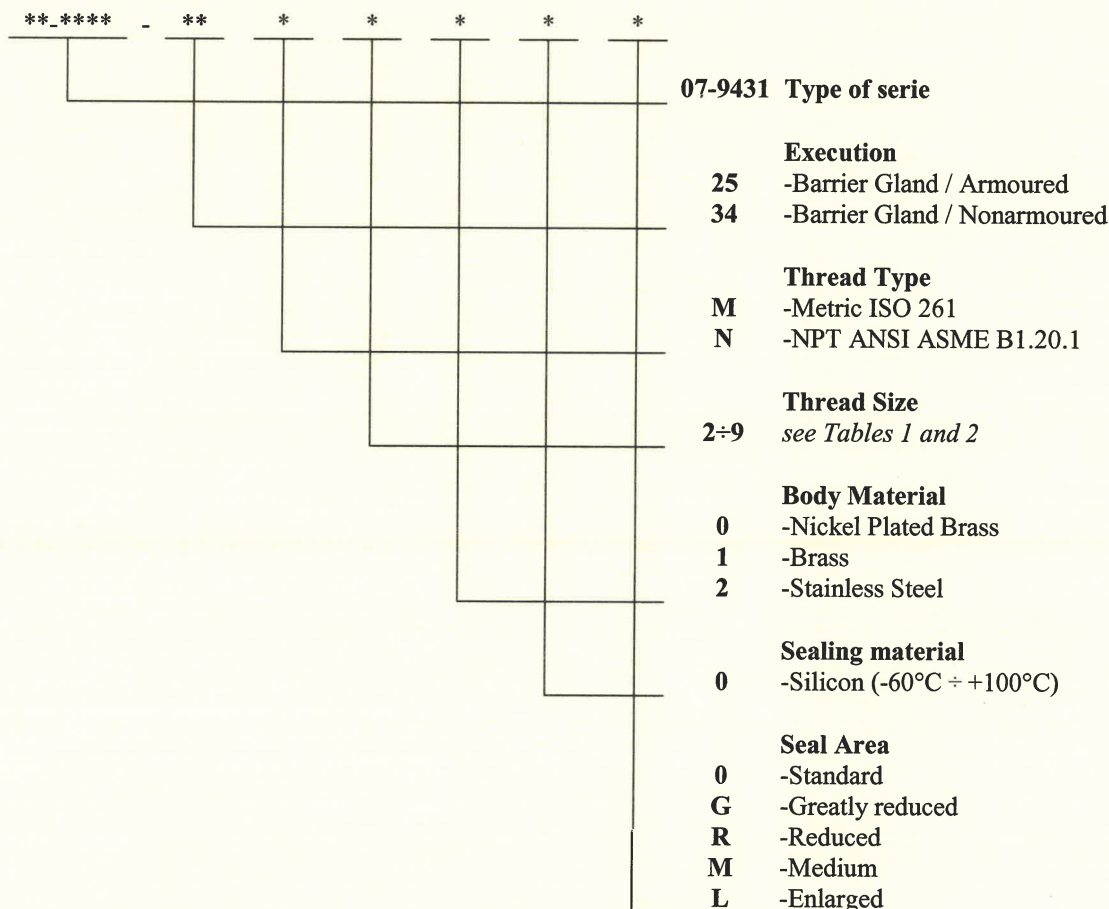 **-**** - ** * * * * *
07-9431 Type of serie
Execution
25 -Barrier Gland / Armoured
34 -Barrier Gland / Nonarmoured
Thread Type
M -Metric ISO 261
N -NPT ANSI ASME B1.20.1
Thread Size
2÷9 see Tables 1 and 2
Body Material
0 -Nickel Plated Brass
1 -Brass
2 -Stainless Steel
Sealing material
0 -Silicon (-60°C ÷ +100°C)
Seal Area
0 -Standard
G -Greatly reduced
R -Reduced
M -Medium
L -Enlarged